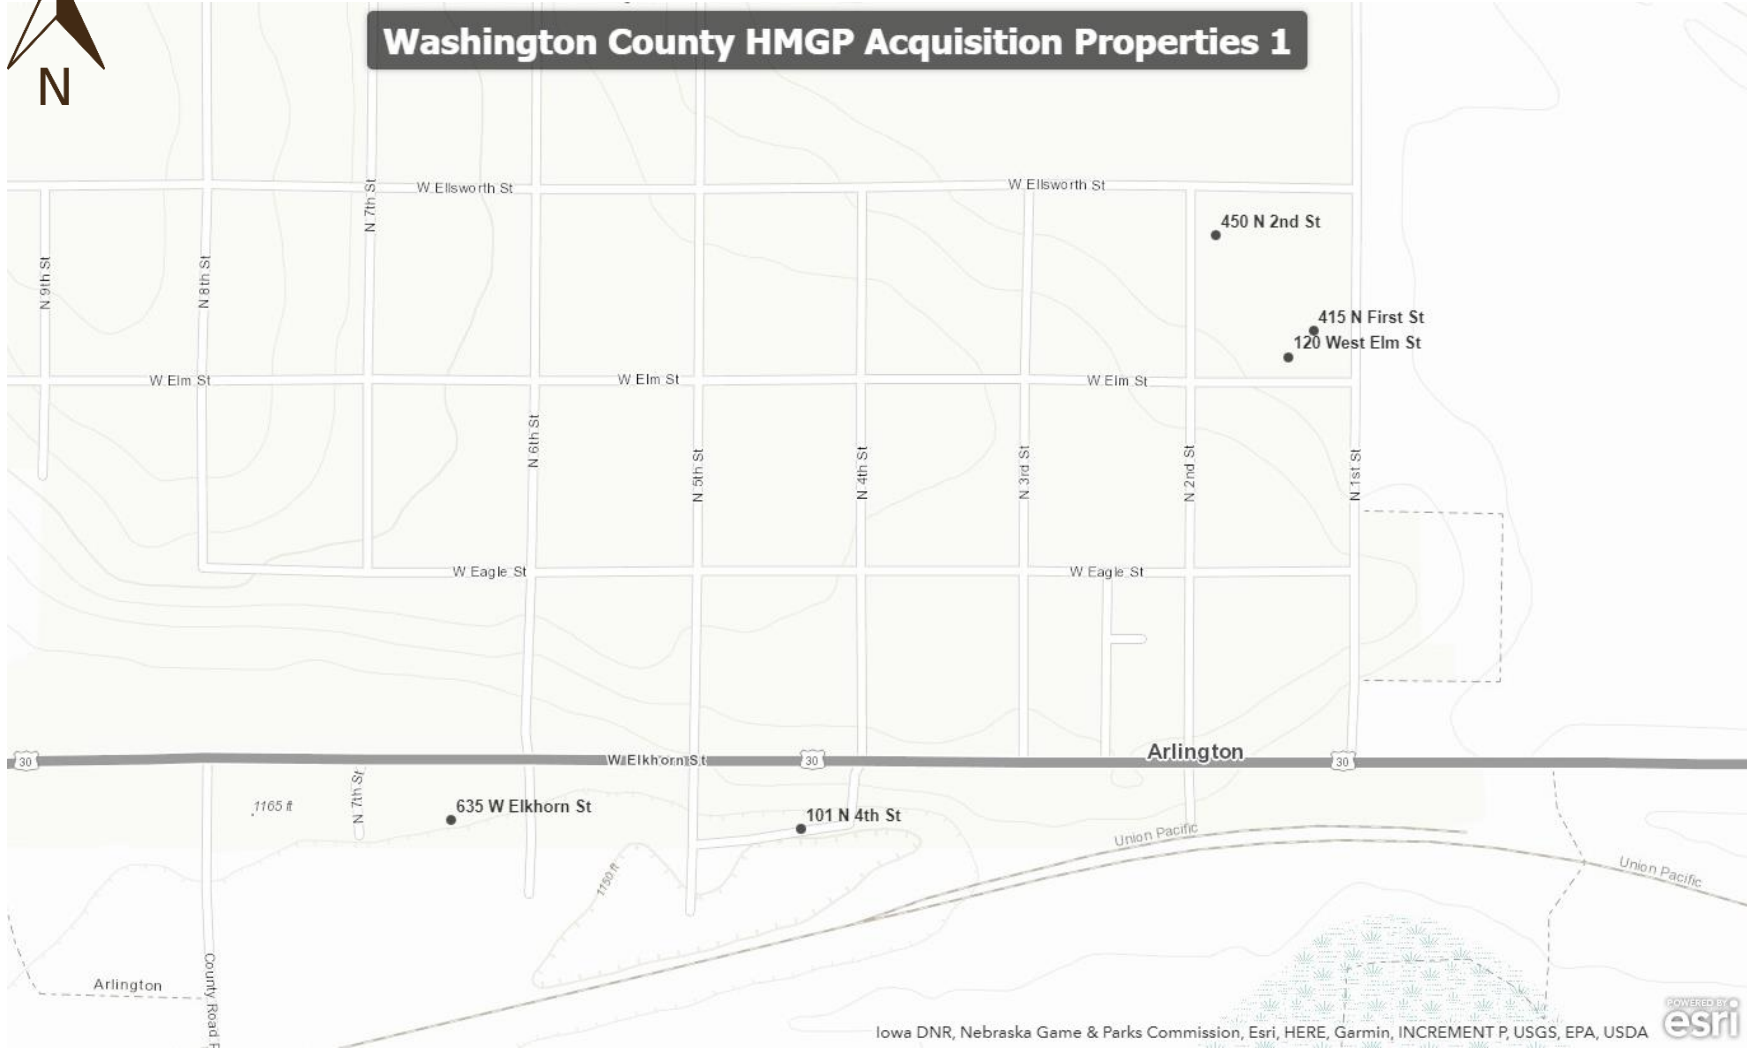 N
Washington County HMGP Acquisition Properties 1
W Ellsworth St
W Ellsworth St
N 7th St
450 N 2nd St
N 9th St
N 8th St
415 N First St
120 West Elm St
W Elm St
W Elm St
W Elm St
N 6th St
N 5th St
N 4th St
N 3rd St
N 2nd St
N 1st St
W Eagle St
W Eagle St
Arlington
30
W Elkhorn St
30
30
1165 ft
N 7th St
635 W Elkhorn St
101 N 4th St
Union Pacific
Union Pacific
1150 ft
County Road P
Arlington
POWERED BY
esri
Iowa DNR, Nebraska Game & Parks Commission, Esri, HERE, Garmin, INCREMENT P, USGS, EPA, USDA